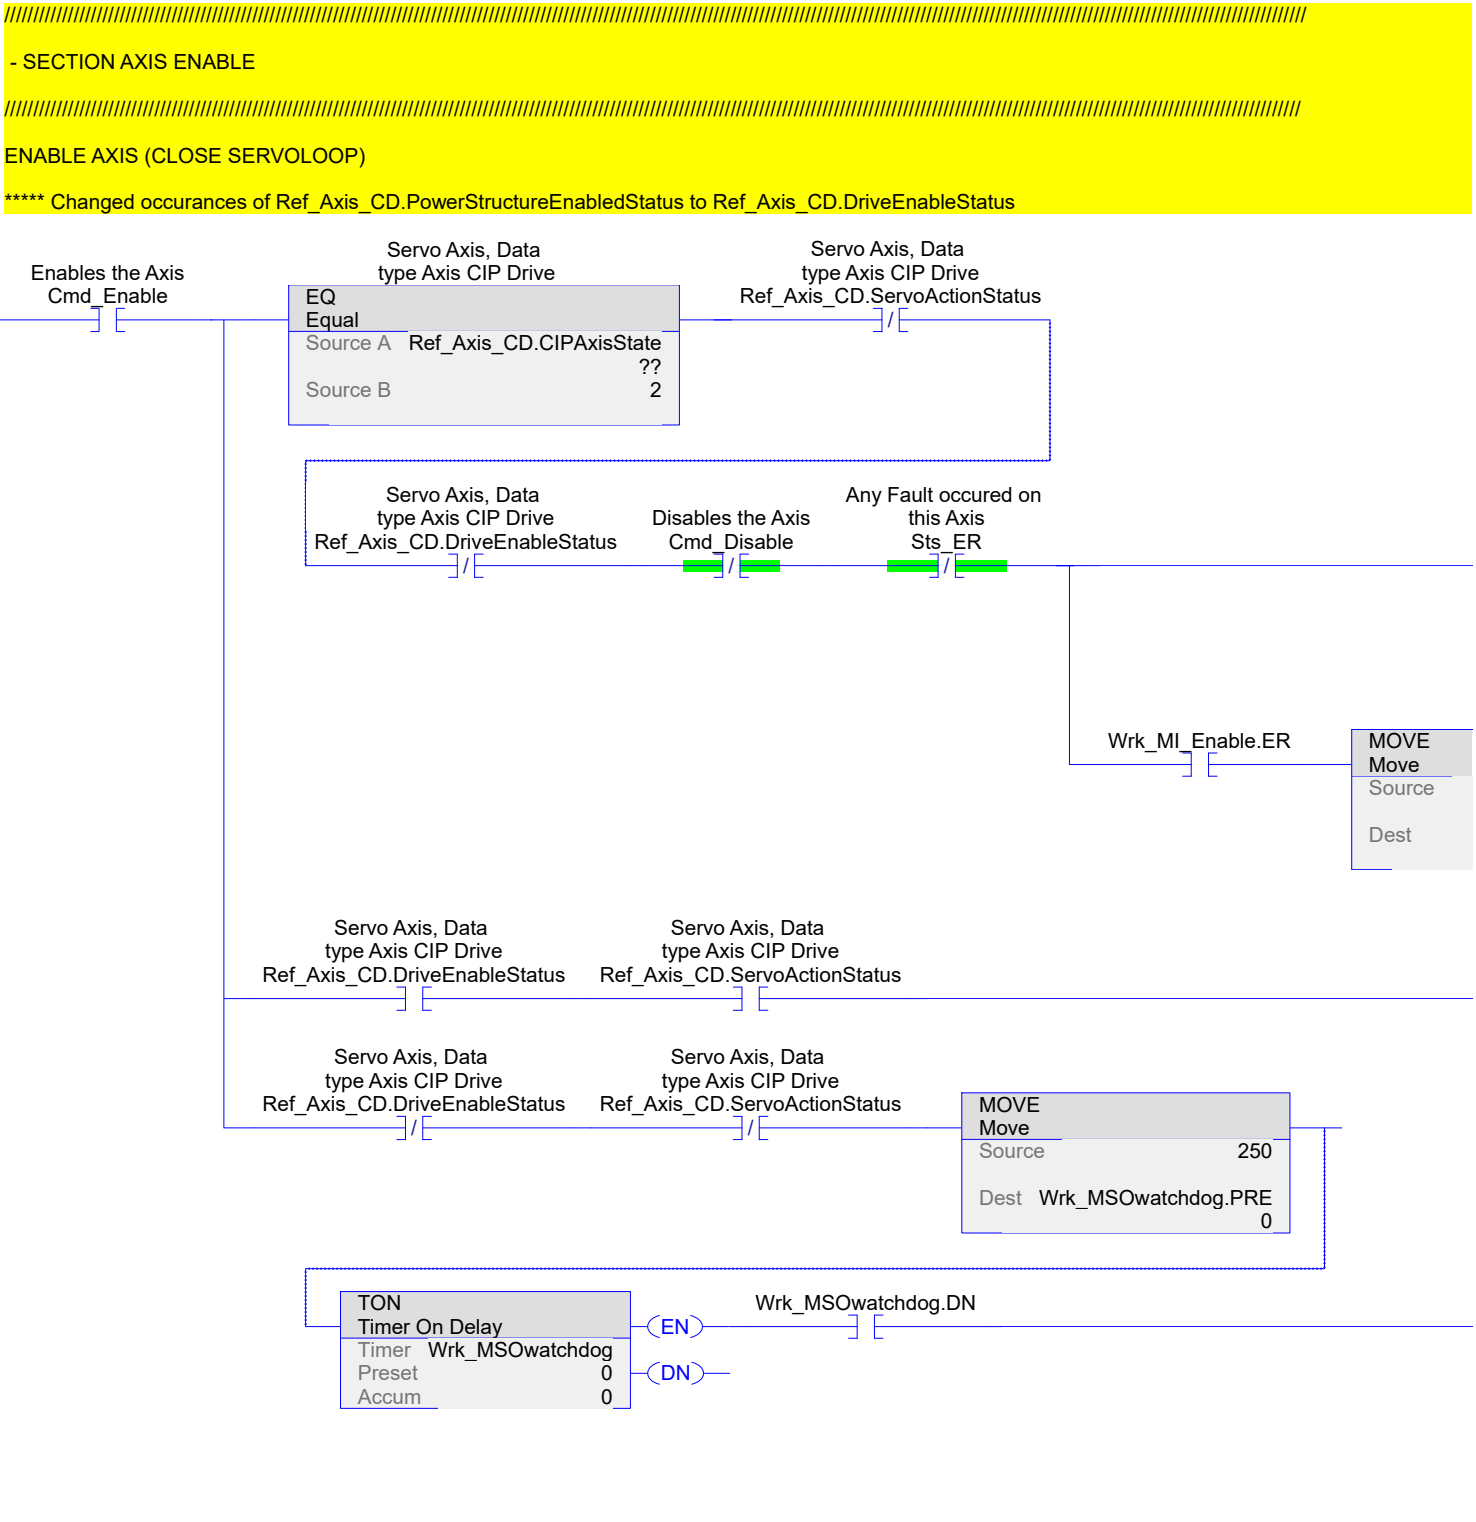 ////////////////////////////////////////////////////////////////////////////////////////////////////////////////////////////////////////////////////////////////////////////////////////////////////////////////////////////////////////
- SECTION AXIS ENABLE
///////////////////////////////////////////////////////////////////////////////////////////////////////////////////////////////////////////////////////////////////////////////////////////////////////////////////////////////////////
ENABLE AXIS (CLOSE SERVOLOOP)
***** Changed occurances of Ref_Axis_CD.PowerStructureEnabledStatus to Ref_Axis_CD.DriveEnableStatus
Enables the Axis
Cmd_Enable
Servo Axis, Data
type Axis CIP Drive
EQ
Equal
Source A Ref_Axis_CD.CIPAxisState
??
Source B 2
Servo Axis, Data
type Axis CIP Drive
Ref_Axis_CD.ServoActionStatus
/
Servo Axis, Data
type Axis CIP Drive
Ref_Axis_CD.DriveEnableStatus
/
Disables the Axis
Cmd_Disable
/
Any Fault occured on
this Axis
Sts_ER
/
Wrk_MI_Enable.ER
MOVE
Move
Source
Dest
Servo Axis, Data
type Axis CIP Drive
Ref_Axis_CD.DriveEnableStatus
Servo Axis, Data
type Axis CIP Drive
Ref_Axis_CD.ServoActionStatus
Servo Axis, Data
type Axis CIP Drive
Ref_Axis_CD.DriveEnableStatus
/
Servo Axis, Data
type Axis CIP Drive
Ref_Axis_CD.ServoActionStatus
/
MOVE
Move
Source 250
Dest Wrk_MSOwatchdog.PRE
0
TON
Timer On Delay
Timer Wrk_MSOwatchdog
Preset 0
Accum 0
EN
DN
Wrk_MSOwatchdog.DN